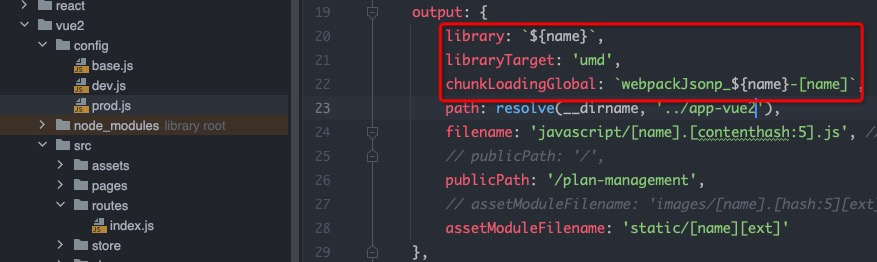 react
vue2
config
base.js
dev.js
prod.js
node_modules library root
src
assets
pages
routes
index.js
store
19 output: {
20 library: `${name}`,
21 libraryTarget: 'umd',
22 chunkLoadingGlobal: `webpackJsonp_${name}-[name]`,
23 path: resolve(__dirname, '../app-vue2'),
24 filename: 'javascript/[name].[contenthash:5].js', //
25 // publicPath: '/',
26 publicPath: '/plan-management',
27 // assetModuleFilename: 'images/[name].[hash:5][ext]
28 assetModuleFilename: 'static/[name][ext]'
29 },